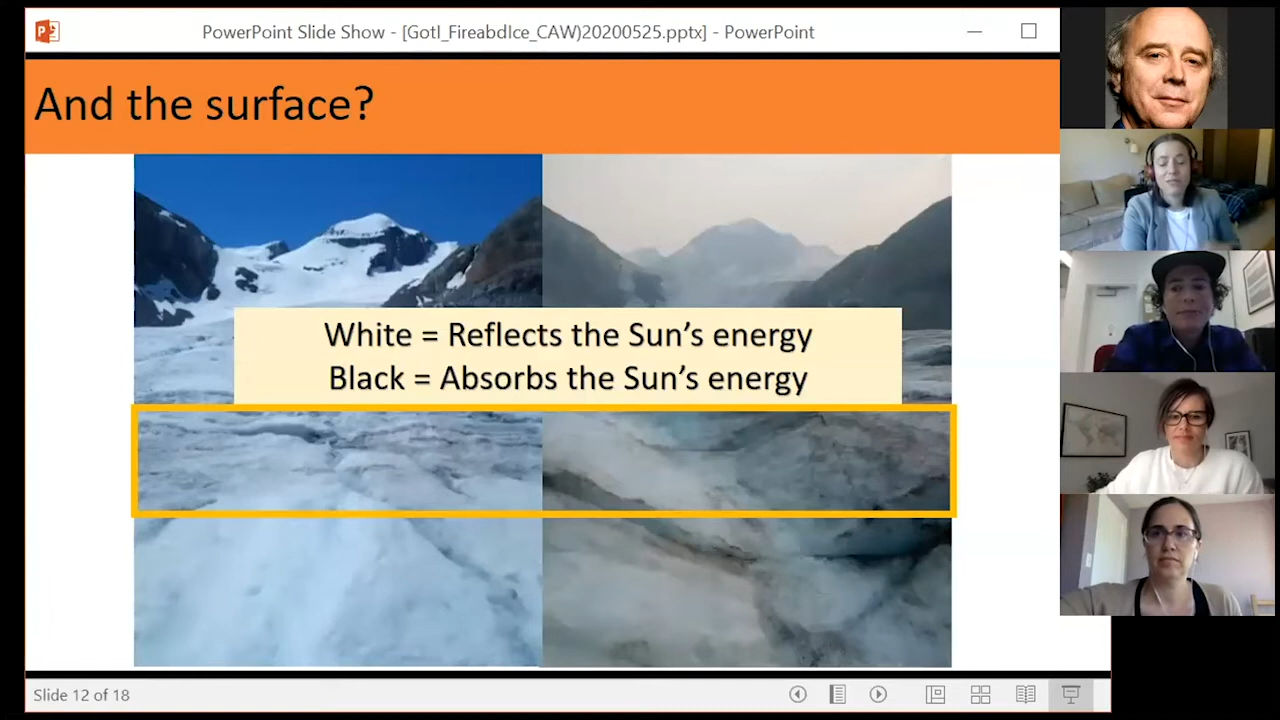 PowerPoint Slide Show - [GotI_FireabdIce_CAW)20200525.pptx] - PowerPoint
And the surface?
White = Reflects the Sun's energy
Black = Absorbs the Sun's energy
Slide 12 of 18